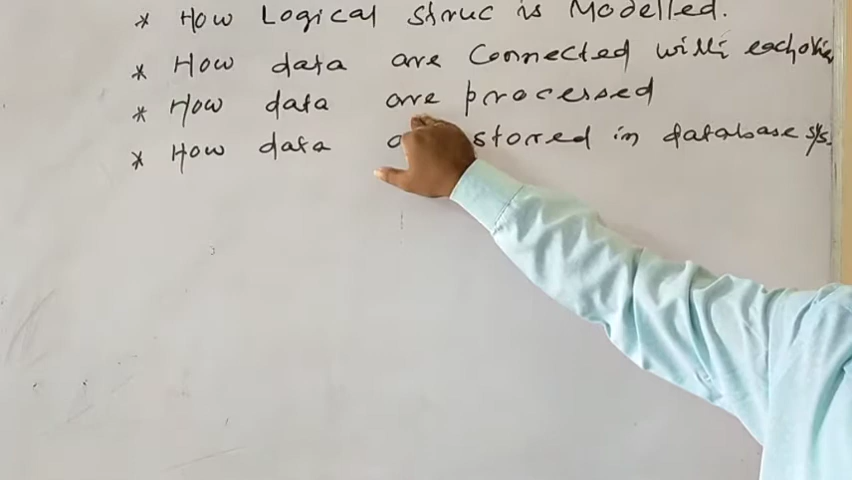 * How Logical Struc is Modelled.
* How data are Connected with eachother
* How data are processed
* How data stored in database s/s.